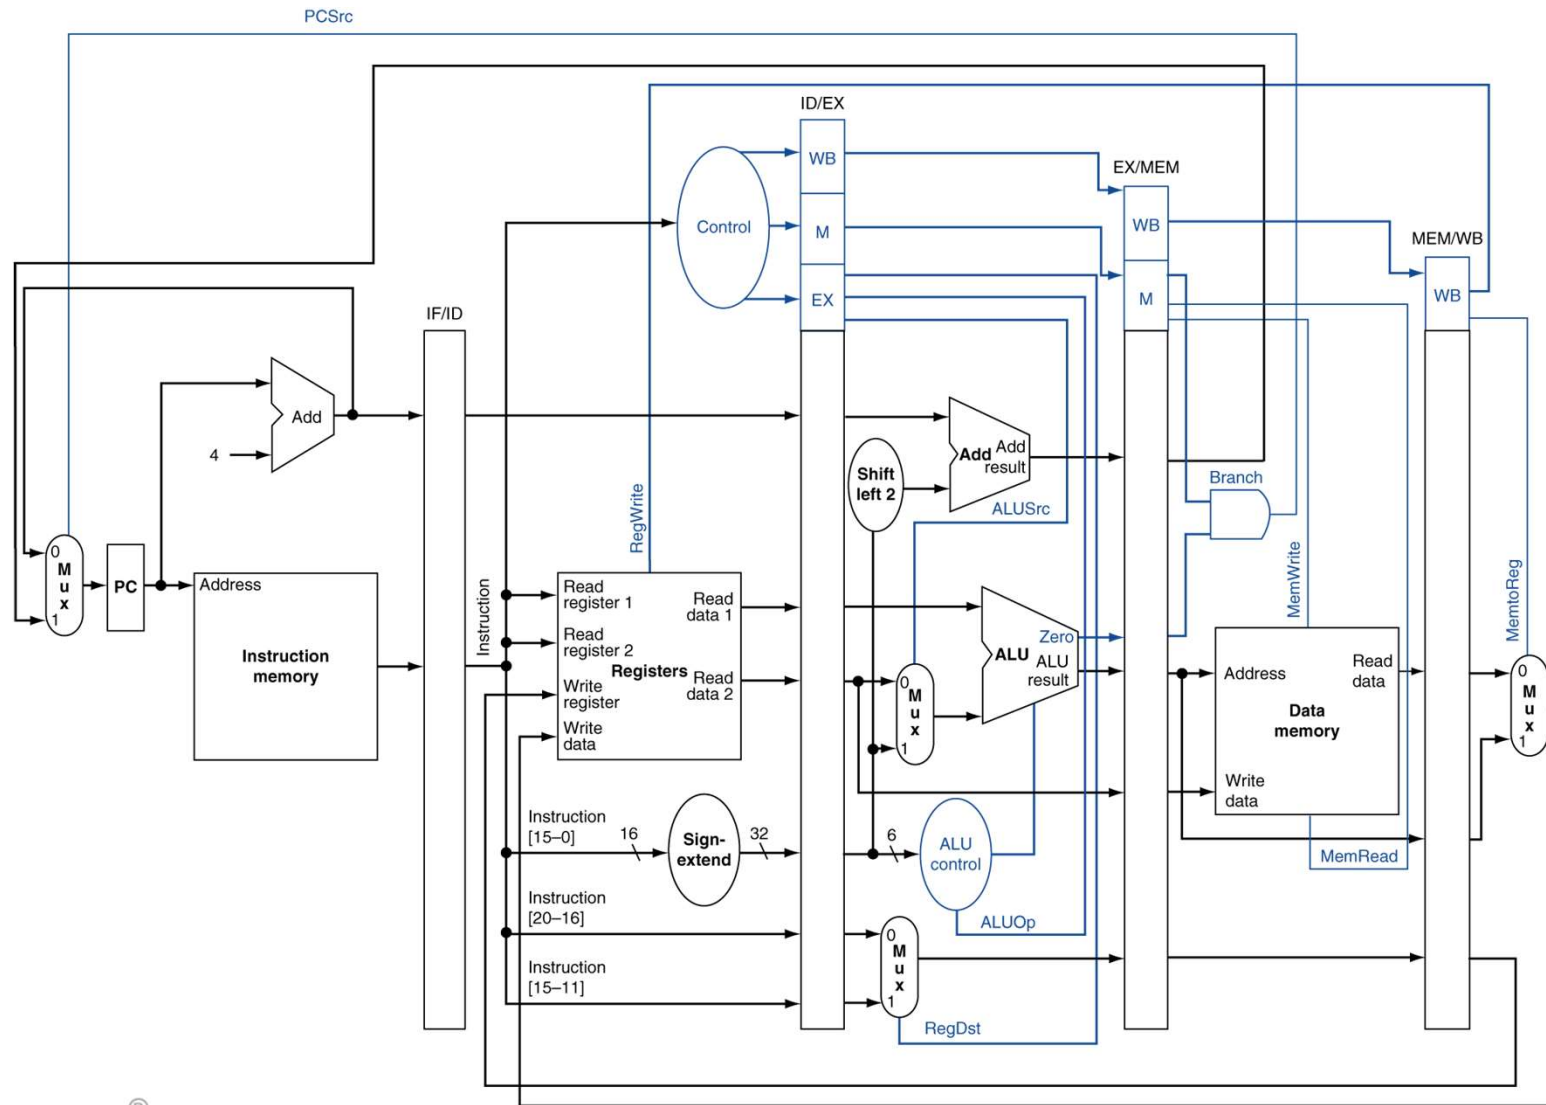 PCSrc
ID/EX
WB
EX/MEM
Control
M
WB
MEM/WB
EX
M
WB
IF/ID
Add
4
Add Add
result
Shift
left 2
ALUSrc
Branch
RegWrite
MemWrite
MemtoReg
0
M
u
x
1
PC
Address
Instruction
memory
Instruction
Read
register 1
Read
register 2
Write
register
Write
data
Registers
Read
data 1
Read
data 2
0
M
u
x
1
Zero
ALU
ALU
result
Address
Read
data
Data
memory
Write
data
0
M
u
x
1
Instruction
[15–0]
16
Sign-
extend
32
6
ALU
control
MemRead
Instruction
[20–16]
ALUOp
0
M
u
x
1
Instruction
[15–11]
RegDst